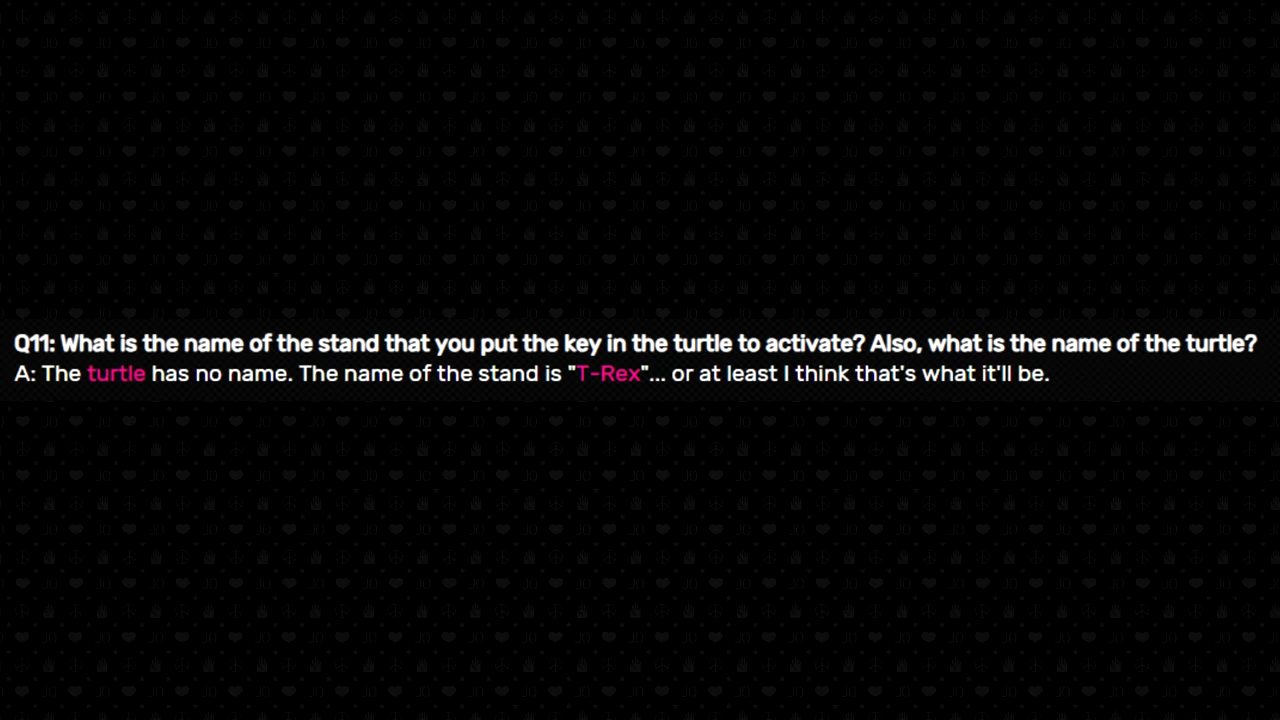 Q11: What is the name of the stand that you put the key in the turtle to activate? Also, what is the name of the turtle?
A: The turtle has no name. The name of the stand is "T-Rex"... or at least I think that's what it'll be.